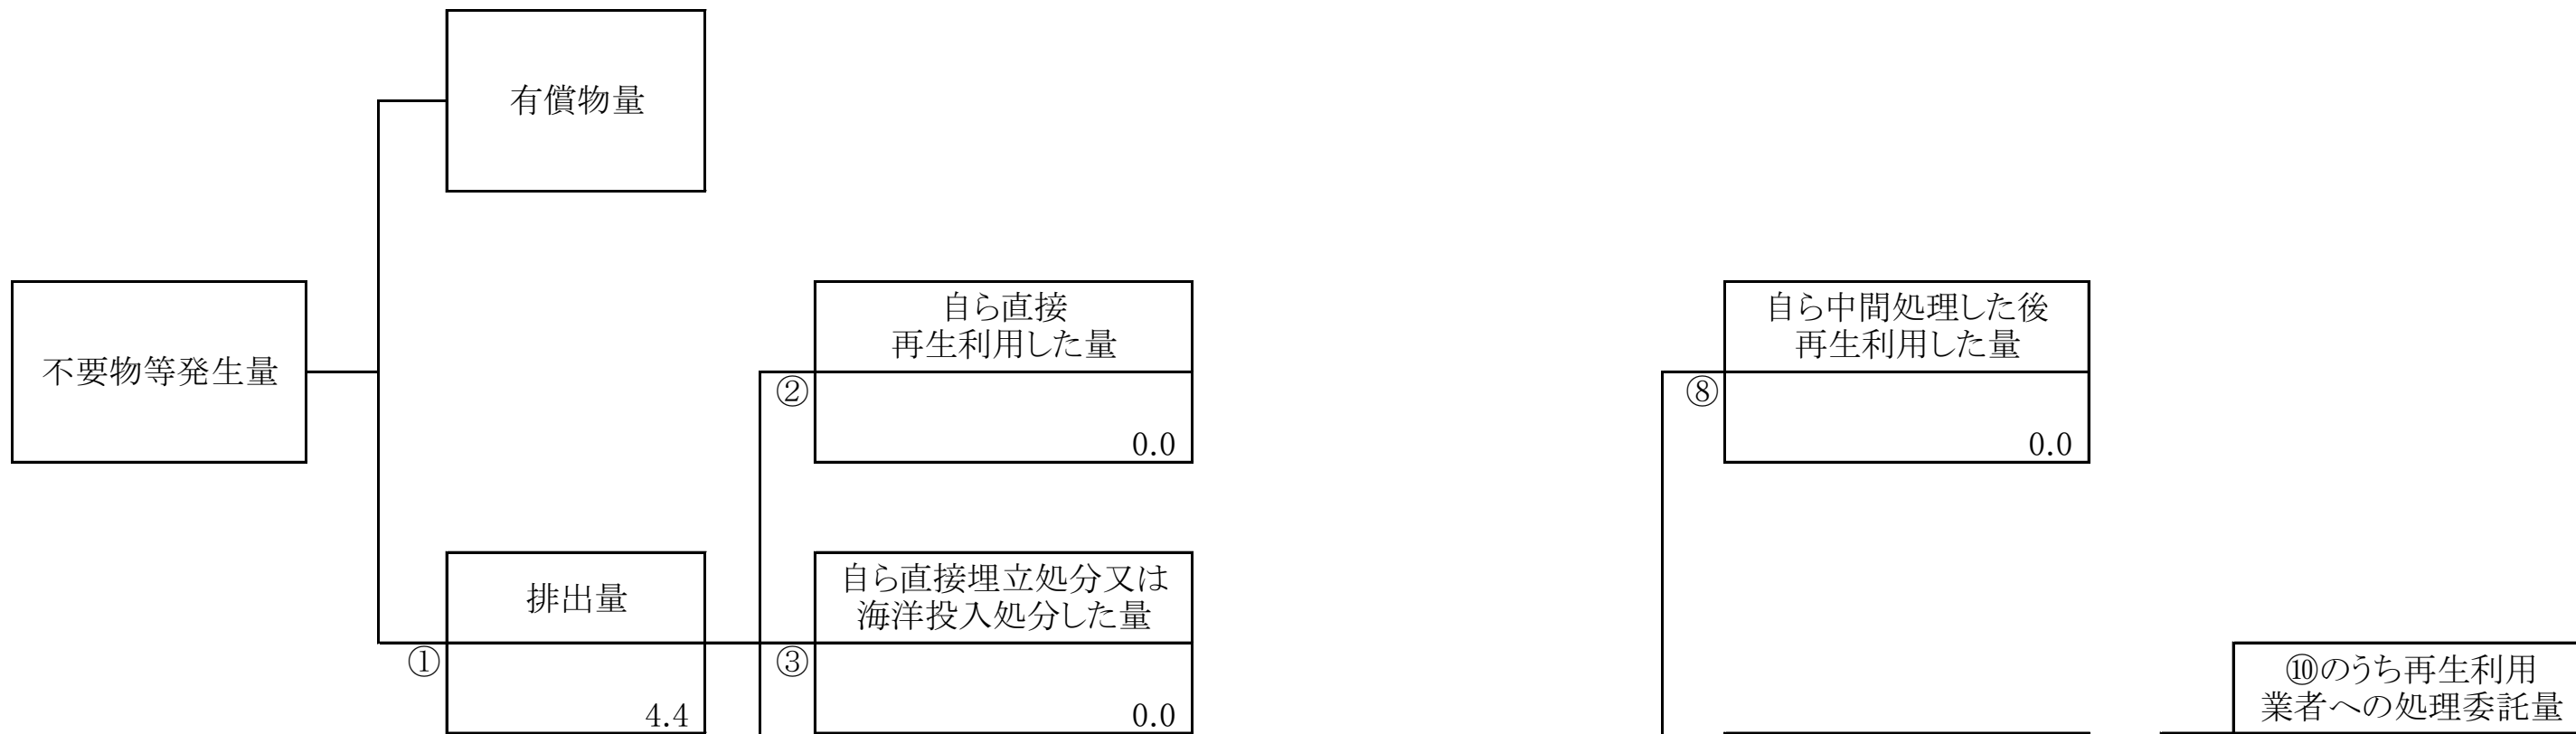 有償物量
不要物等発生量
自ら直接
再生利用した量
②
0.0
自ら中間処理した後
再生利用した量
⑧
0.0
排出量
①
4.4
自ら直接埋立処分又は
海洋投入処分した量
③
0.0
⑩のうち再生利用
業者への処理委託量